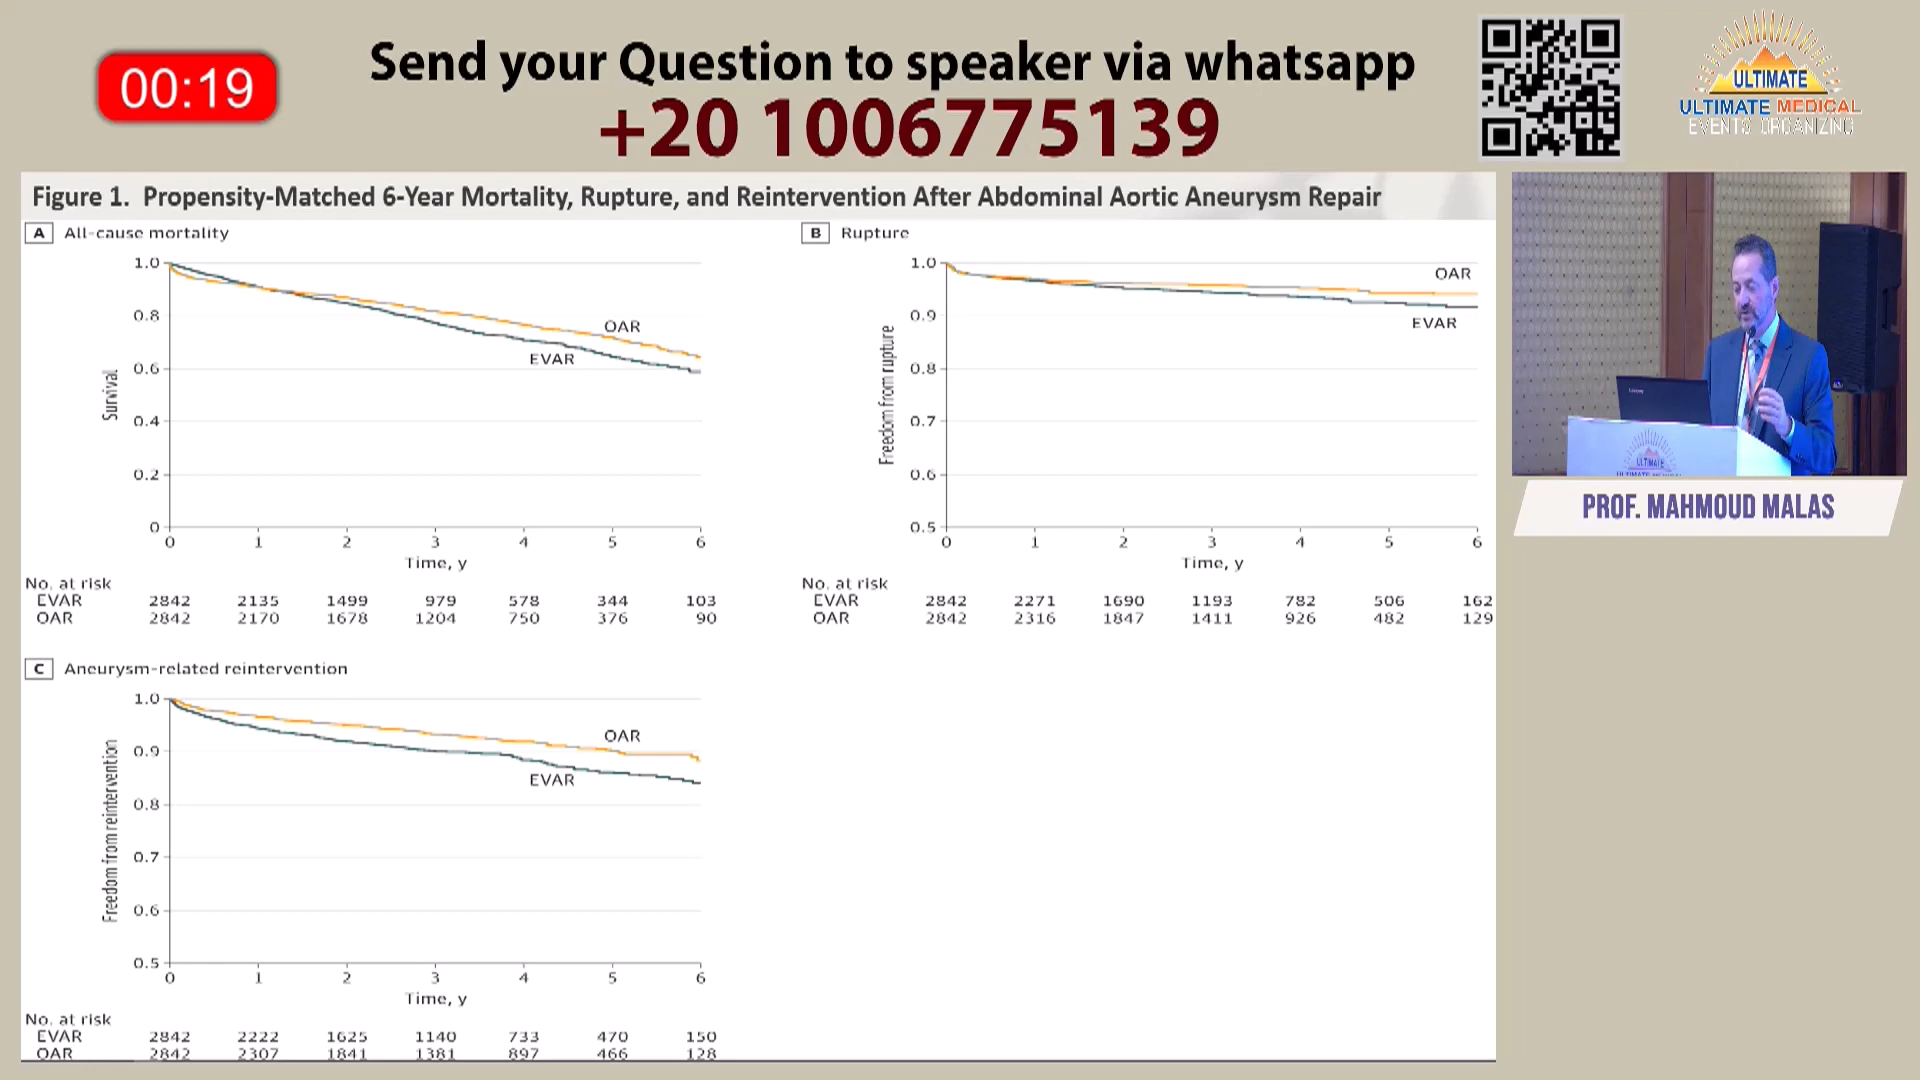 00:19
Send your Question to speaker via whatsapp
+20 1006775139
ULTIMATE
ULTIMATE MEDICAL
EVENTS ORGANIZING
Figure 1. Propensity-Matched 6-Year Mortality, Rupture, and Reintervention After Abdominal Aortic Aneurysm Repair
A All-cause mortality
1.0
0.8
0.6
0.4
0.2
0
Survival
OAR
EVAR
0 1 2 3 4 5 6
Time, y
No. at risk
EVAR 2842 2135 1499 979 578 344 103
OAR 2842 2170 1678 1204 750 376 90
B Rupture
1.0
0.9
0.8
0.7
0.6
0.5
Freedom from rupture
OAR
EVAR
0 1 2 3 4 5 6
Time, y
No. at risk
EVAR 2842 2271 1690 1193 782 506 162
OAR 2842 2316 1847 1411 926 482 129
C Aneurysm-related reintervention
1.0
0.9
0.8
0.7
0.6
0.5
Freedom from reintervention
OAR
EVAR
0 1 2 3 4 5 6
Time, y
No. at risk
EVAR 2842 2222 1625 1140 733 470 150
OAR 2842 2307 1841 1381 897 466 128
Lenovo
ULTIMATE
ULTIMATE MEDICAL
PROF. MAHMOUD MALAS